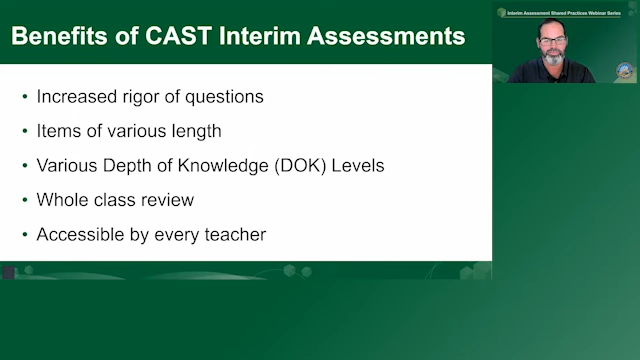 Benefits of CAST Interim Assessments
Interim Assessment Shared Practices Webinar Series
• Increased rigor of questions
• Items of various length
• Various Depth of Knowledge (DOK) Levels
• Whole class review
• Accessible by every teacher